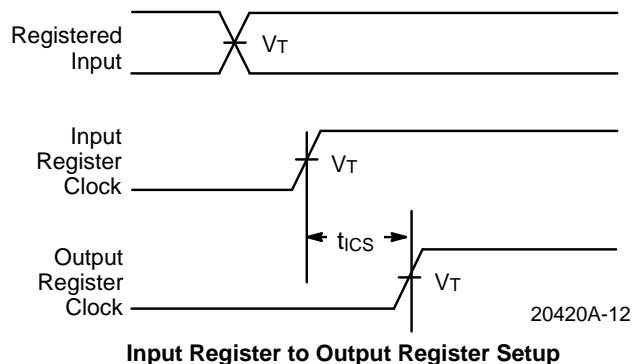 Registered
Input
VT
Input
Register
Clock
VT
tICS
Output
Register
Clock
VT
20420A-12
Input Register to Output Register Setup